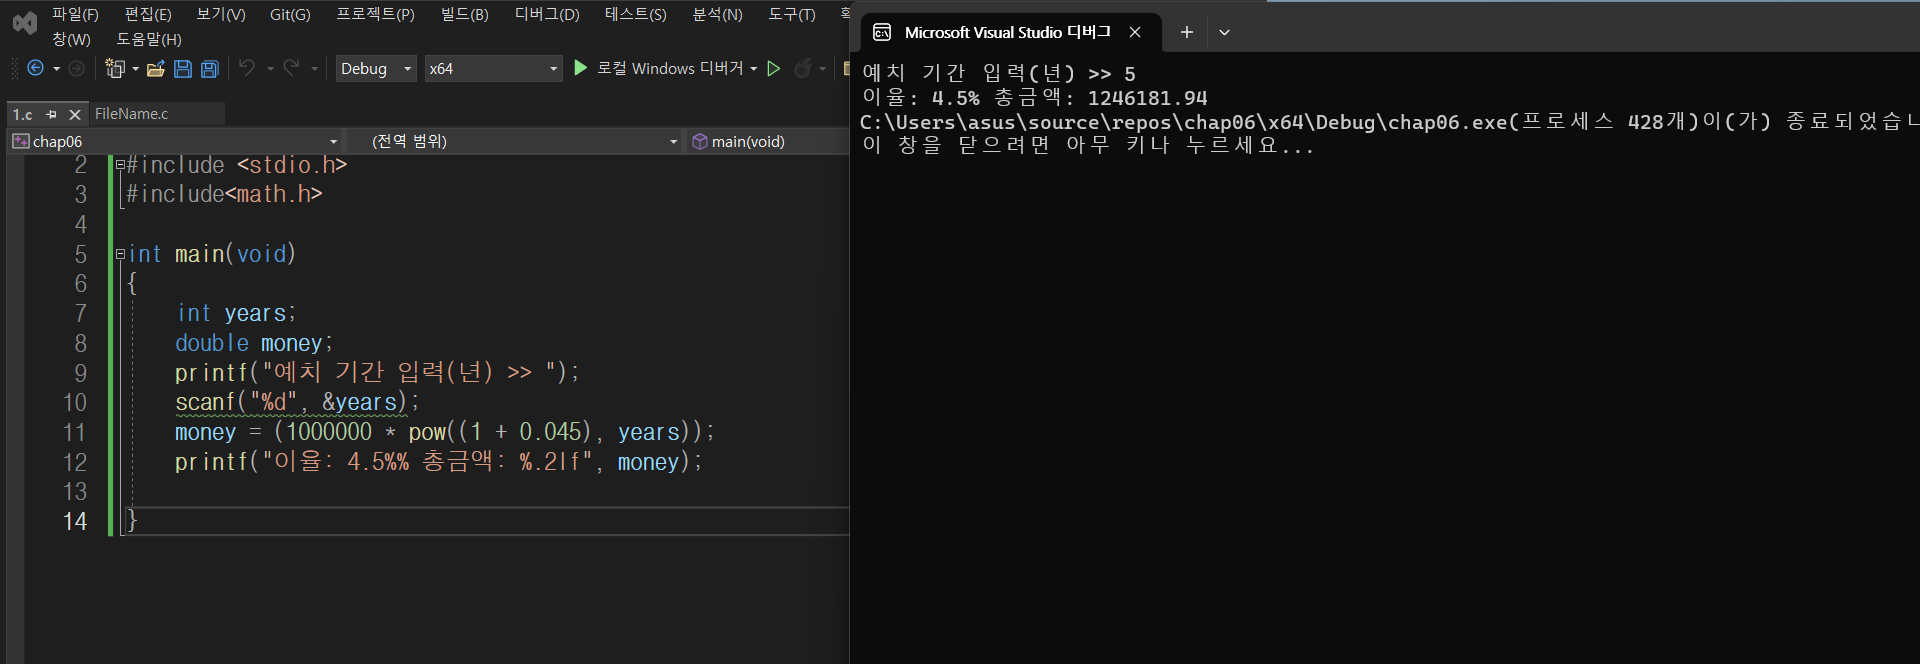 파일(F) 편집(E) 보기(V) Git(G) 프로젝트(P) 빌드(B) 디버그(D) 테스트(S) 분석(N) 도구(T)
창(W) 도움말(H)
Debug x64 로컬 Windows 디버거
1.c FileName.c
chap06 (전역 범위) main(void)
2 #include <stdio.h>
3 #include<math.h>
4
5 int main(void)
6 {
7 int years;
8 double money;
9 printf("예치 기간 입력(년) >> ");
10 scanf("%d", &years);
11 money = (1000000 * pow((1 + 0.045), years));
12 printf("이율: 4.5%% 총금액: %.2lf", money);
13
14 }
Microsoft Visual Studio 디버그
예치 기간 입력(년) >> 5
이율: 4.5% 총금액: 1246181.94
C:\Users\asus\source\repos\chap06\x64\Debug\chap06.exe(프로세스 428개)이(가) 종료되었습
이 창을 닫으려면 아무 키나 누르세요...